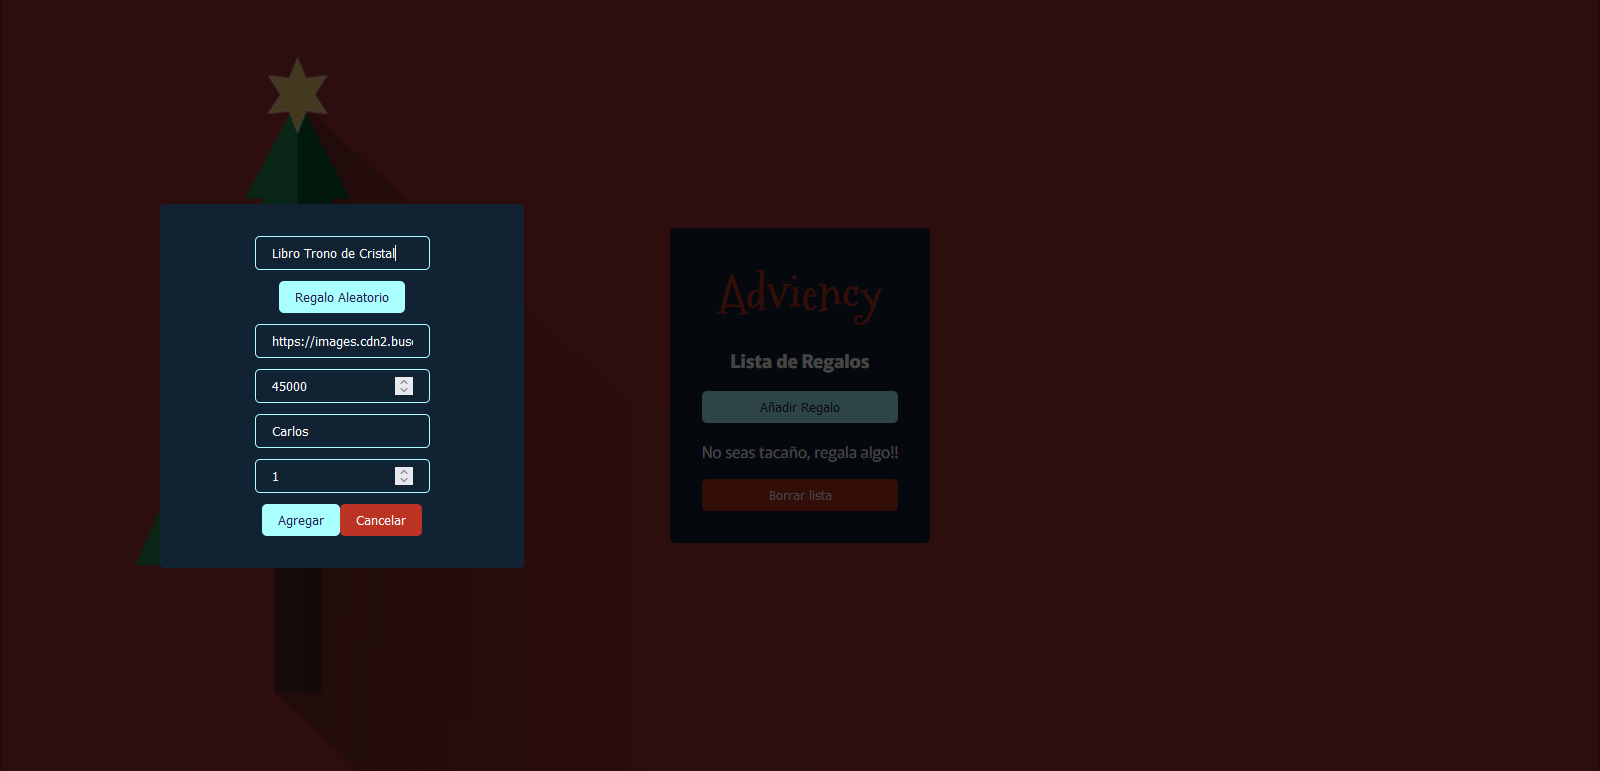 Libro Trono de Cristal
Regalo Aleatorio
https://images.cdn2.busc
45000
Carlos
1
Agregar
Cancelar
Adviency
Lista de Regalos
Añadir Regalo
No seas tacaño, regala algo!!
Borrar lista